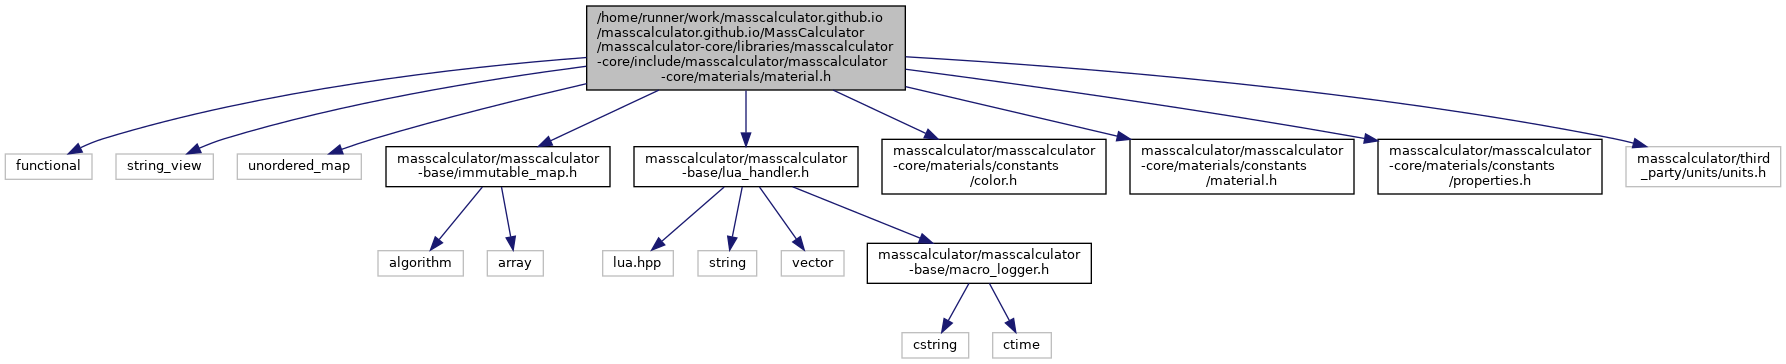 /home/runner/work/masscalculator.github.io
/masscalculator.github.io/MassCalculator
/masscalculator-core/libraries/masscalculator
-core/include/masscalculator/masscalculator
-core/materials/material.h
functional
string_view
unordered_map
masscalculator/masscalculator
-base/immutable_map.h
masscalculator/masscalculator
-base/lua_handler.h
masscalculator/masscalculator
-core/materials/constants
/color.h
masscalculator/masscalculator
-core/materials/constants
/material.h
masscalculator/masscalculator
-core/materials/constants
/properties.h
masscalculator/third
_party/units/units.h
algorithm
array
lua.hpp
string
vector
masscalculator/masscalculator
-base/macro_logger.h
cstring
ctime